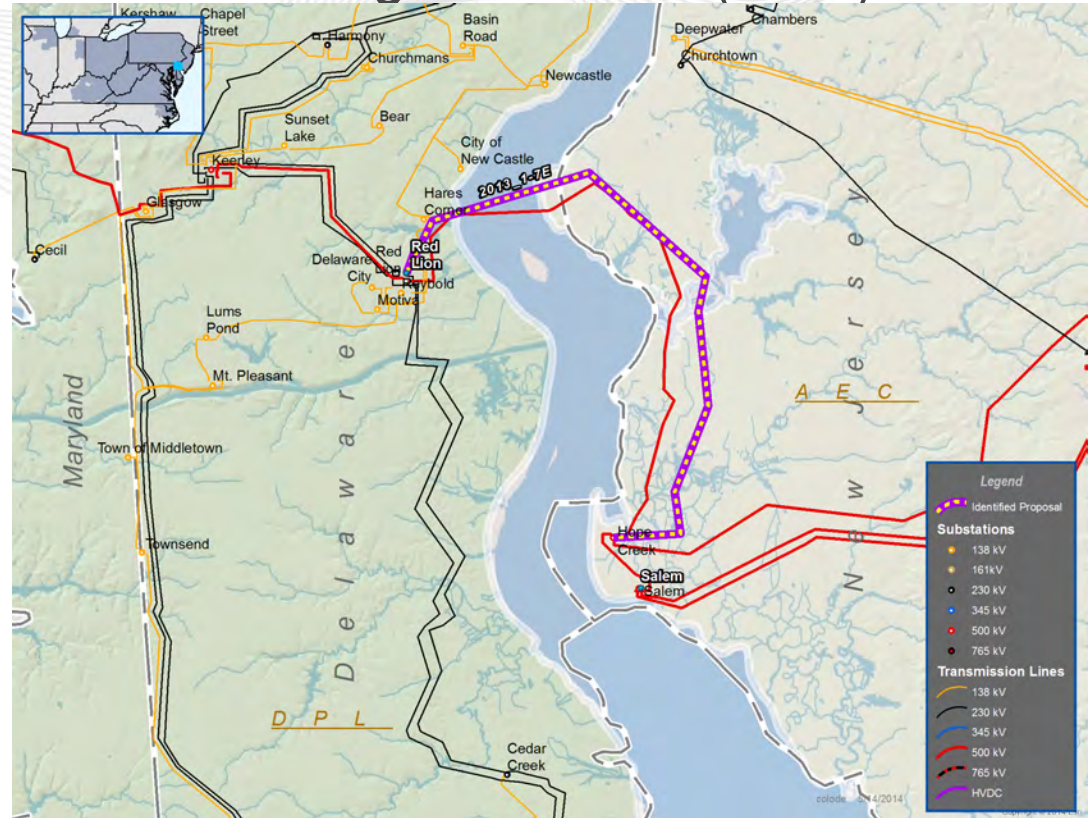 Kershaw
Chapel
Street
Harmony
Basin
Road
Churchmans
Deepwater
Chambers
Churchtown
Newcastle
Sunset
Lake
Bear
City of
New Castle
Keeney
Glasgow
2013_1-7E
Hares
Corner
Cecil
Red
Lion
Red
Lion
Delaware
City
Reybold
Motiva
Lums
Pond
Mt. Pleasant
Maryland
Delaware
New Jersey
A E C
Town of Middletown
Townsend
Hope
Creek
Salem
Salem
D P L
Cedar
Creek
Legend
Identified Proposal
Substations
138 kV
161kV
230 kV
345 kV
500 kV
765 kV
Transmission Lines
138 kV
230 kV
345 kV
500 kV
765 kV
HVDC